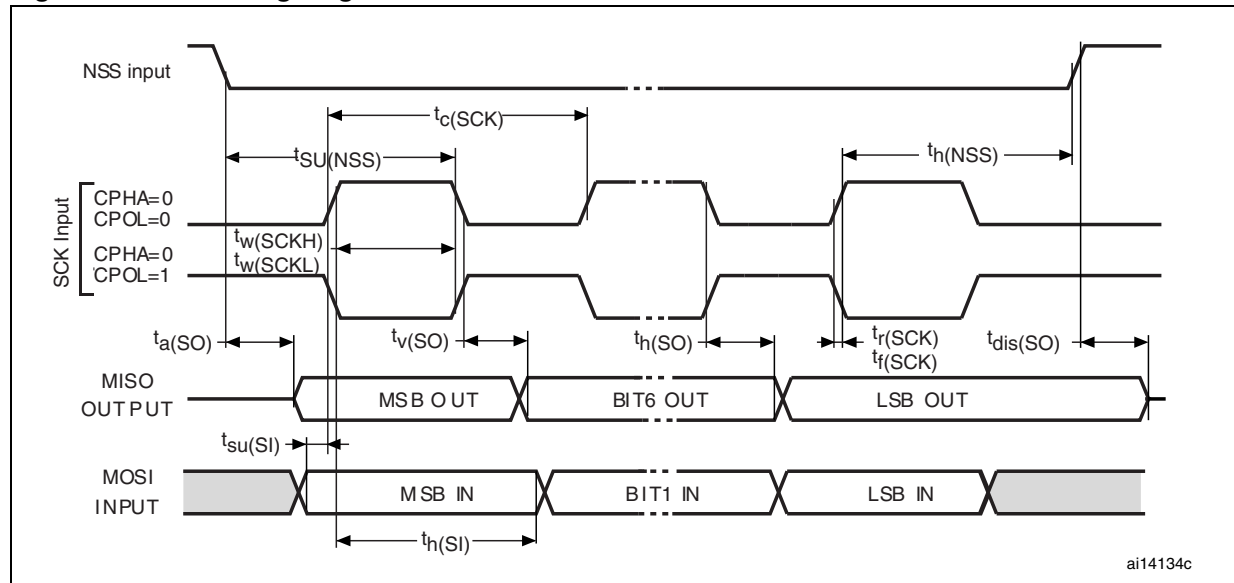 NSS input
tc(SCK)
tSU(NSS)
th(NSS)
SCK Input
CPHA=0
CPOL=0
tw(SCKH)
CPHA=0
CPOL=1
tw(SCKL)
ta(SO)
tv(SO)
th(SO)
tr(SCK)
tf(SCK)
tdis(SO)
MISO
OUTPUT
MSB OUT
BIT6 OUT
LSB OUT
tsu(SI)
MOSI
INPUT
MSB IN
BIT1 IN
LSB IN
th(SI)
ai14134c